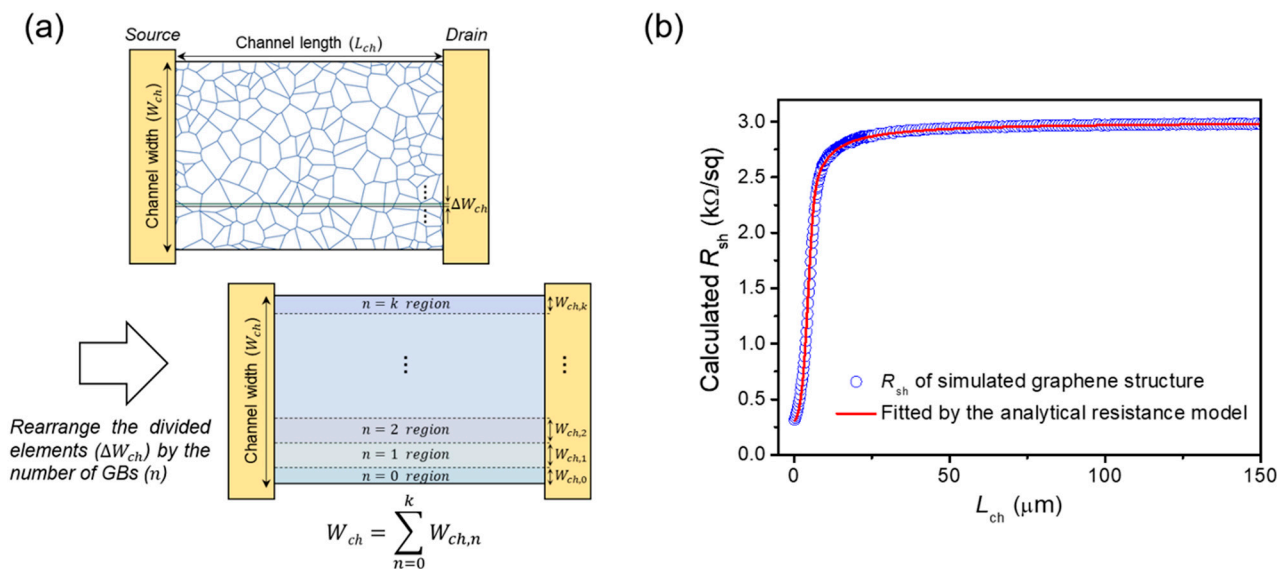 (a)
Source
Drain
Channel length (L_ch)
Channel width (W_ch)
⋮
ΔW_ch
⋮
n = k region
W_ch,k
⋮
⋮
Channel width (W_ch)
n = 2 region
W_ch,2
n = 1 region
W_ch,1
n = 0 region
W_ch,0
Rearrange the divided
elements (ΔW_ch) by the
number of GBs (n)
W_ch = ∑_{n=0}^{k} W_ch,n
(b)
Calculated R_sh (kΩ/sq)
3.0
2.5
2.0
1.5
1.0
0.5
0.0
R_sh of simulated graphene structure
Fitted by the analytical resistance model
0 50 100 150
L_ch (μm)